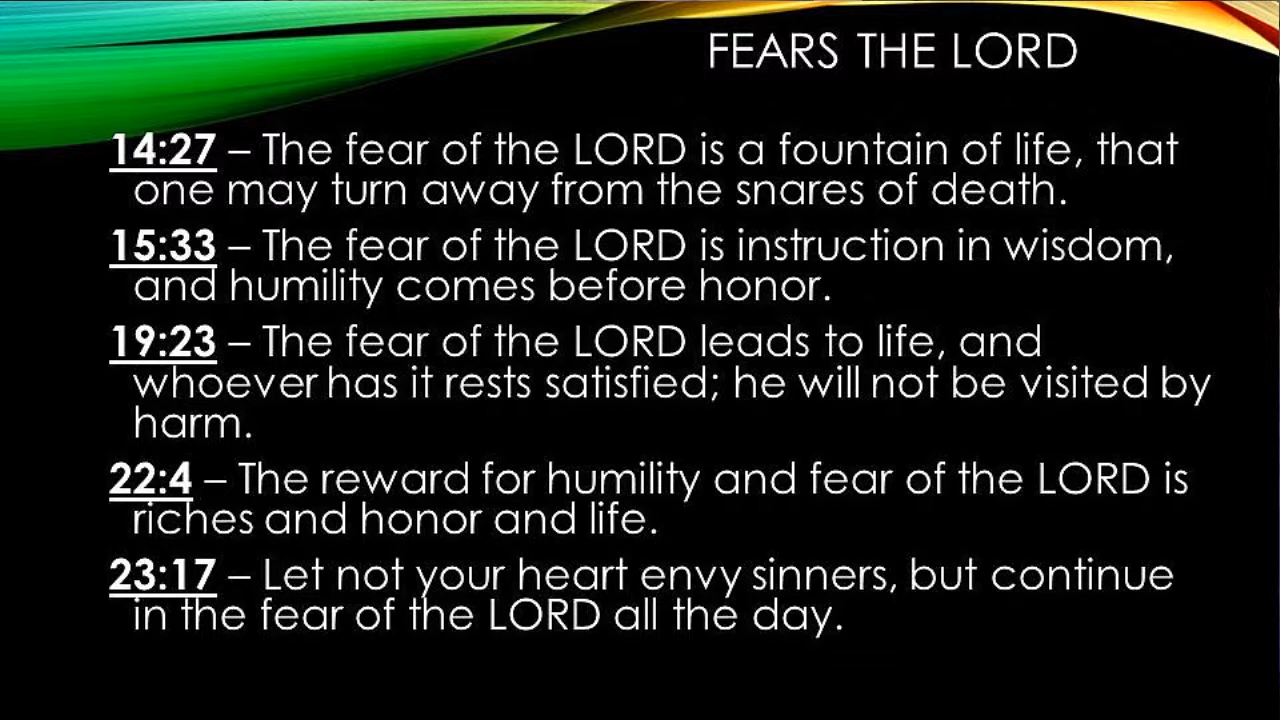 FEARS THE LORD
14:27 – The fear of the LORD is a fountain of life, that
one may turn away from the snares of death.
15:33 – The fear of the LORD is instruction in wisdom,
and humility comes before honor.
19:23 – The fear of the LORD leads to life, and
whoever has it rests satisfied; he will not be visited by
harm.
22:4 – The reward for humility and fear of the LORD is
riches and honor and life.
23:17 – Let not your heart envy sinners, but continue
in the fear of the LORD all the day.